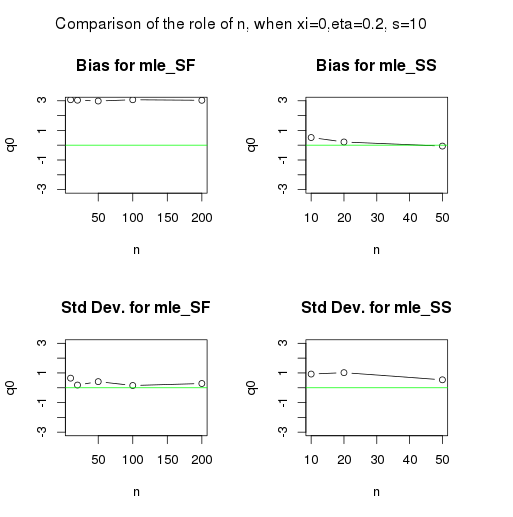 Comparison of the role of n, when xi=0,eta=0.2, s=10
Bias for mle_SF
q0
3
1
-1
-3
50 100 150 200
n
Bias for mle_SS
q0
3
1
-1
-3
10 20 30 40 50
n
Std Dev. for mle_SF
q0
3
1
-1
-3
50 100 150 200
n
Std Dev. for mle_SS
q0
3
1
-1
-3
10 20 30 40 50
n